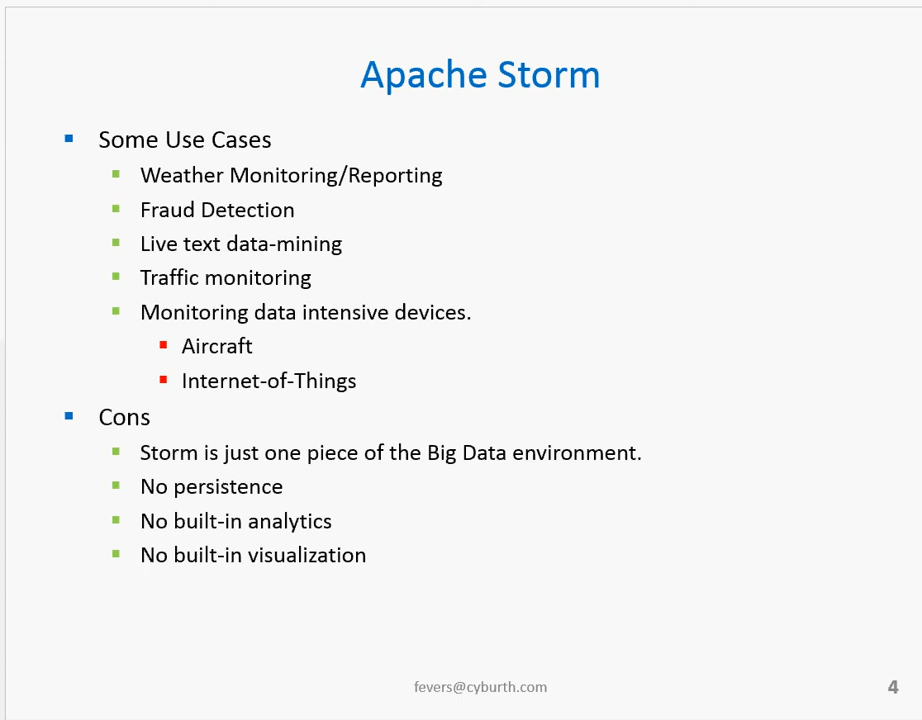 Apache Storm
Some Use Cases
Weather Monitoring/Reporting
Fraud Detection
Live text data-mining
Traffic monitoring
Monitoring data intensive devices.
Aircraft
Internet-of-Things
Cons
Storm is just one piece of the Big Data environment.
No persistence
No built-in analytics
No built-in visualization
fevers@cyburth.com
4